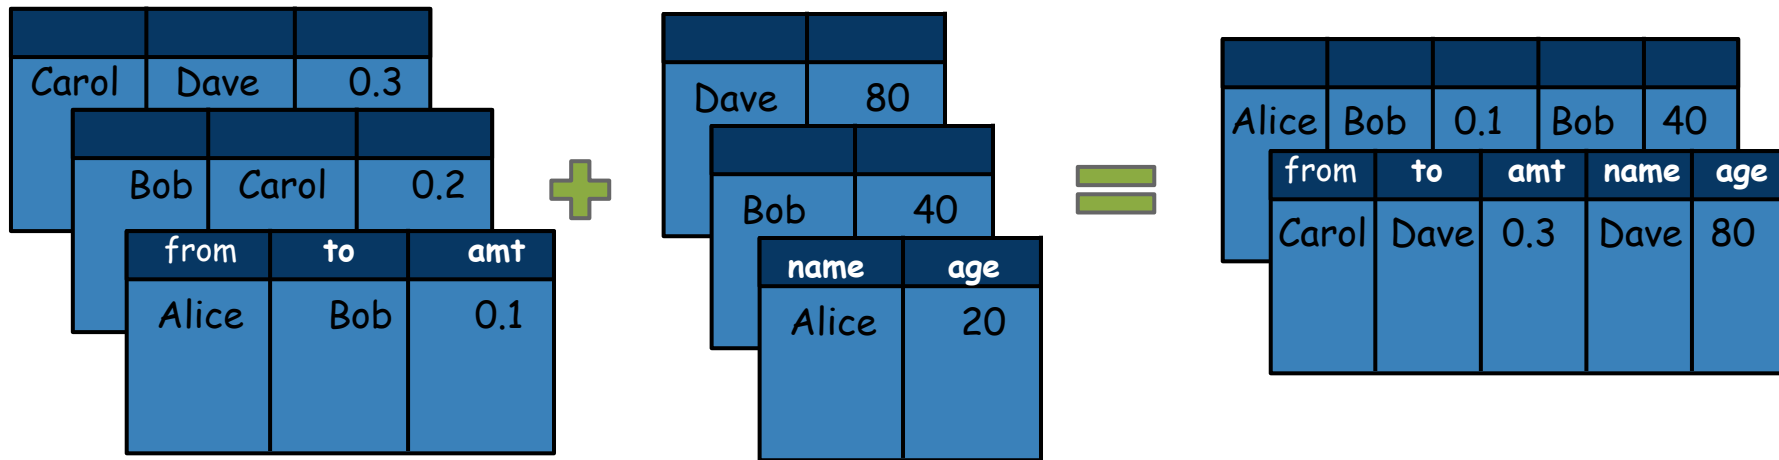 Carol Dave 0.3
Bob Carol 0.2
from to amt
Alice Bob 0.1
Dave 80
Bob 40
name age
Alice 20
Alice Bob 0.1 Bob 40
from to amt name age
Carol Dave 0.3 Dave 80